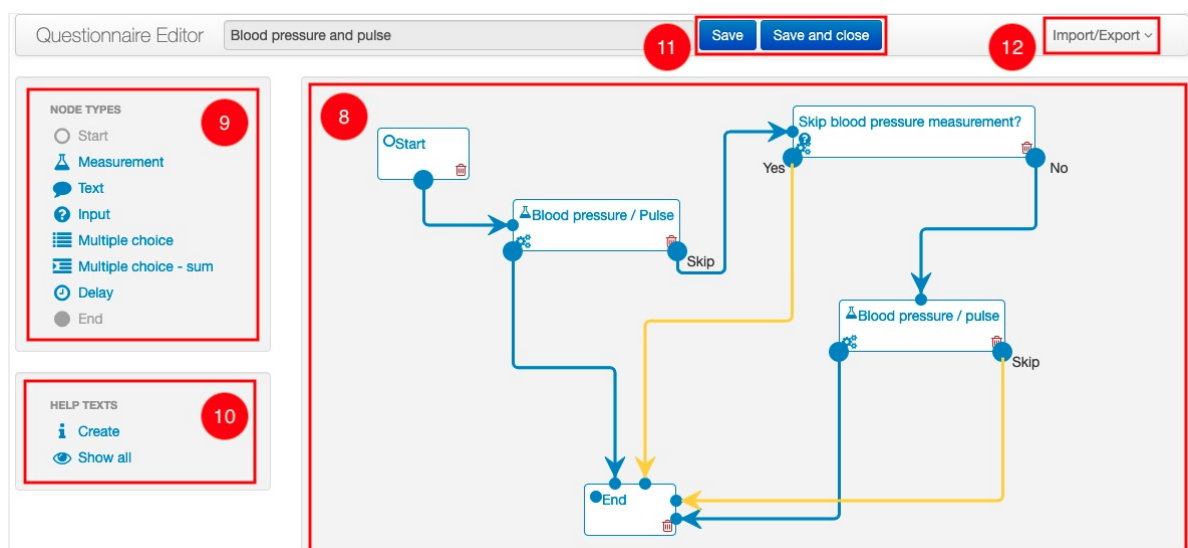 Questionnaire Editor
Blood pressure and pulse
11
Save
Save and close
12
Import/Export
NODE TYPES
9
Start
Measurement
Text
Input
Multiple choice
Multiple choice - sum
Delay
End
HELP TEXTS
10
Create
Show all
8
Start
Skip blood pressure measurement?
Yes
No
Blood pressure / Pulse
Skip
Blood pressure / pulse
Skip
End